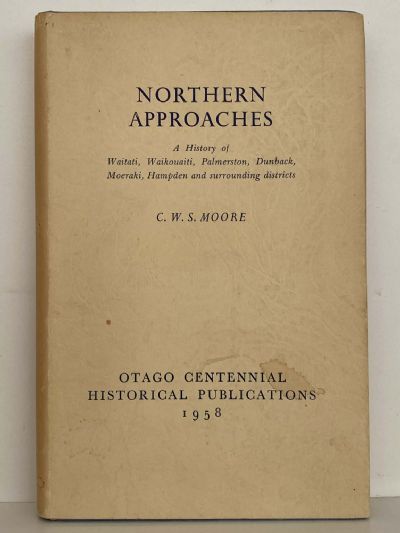 NORTHERN
APPROACHES
A History of
Waitati, Waikouaiti, Palmerston, Dunback,
Moeraki, Hampden and surrounding districts
C. W. S. MOORE
OTAGO CENTENNIAL
HISTORICAL PUBLICATIONS
1958